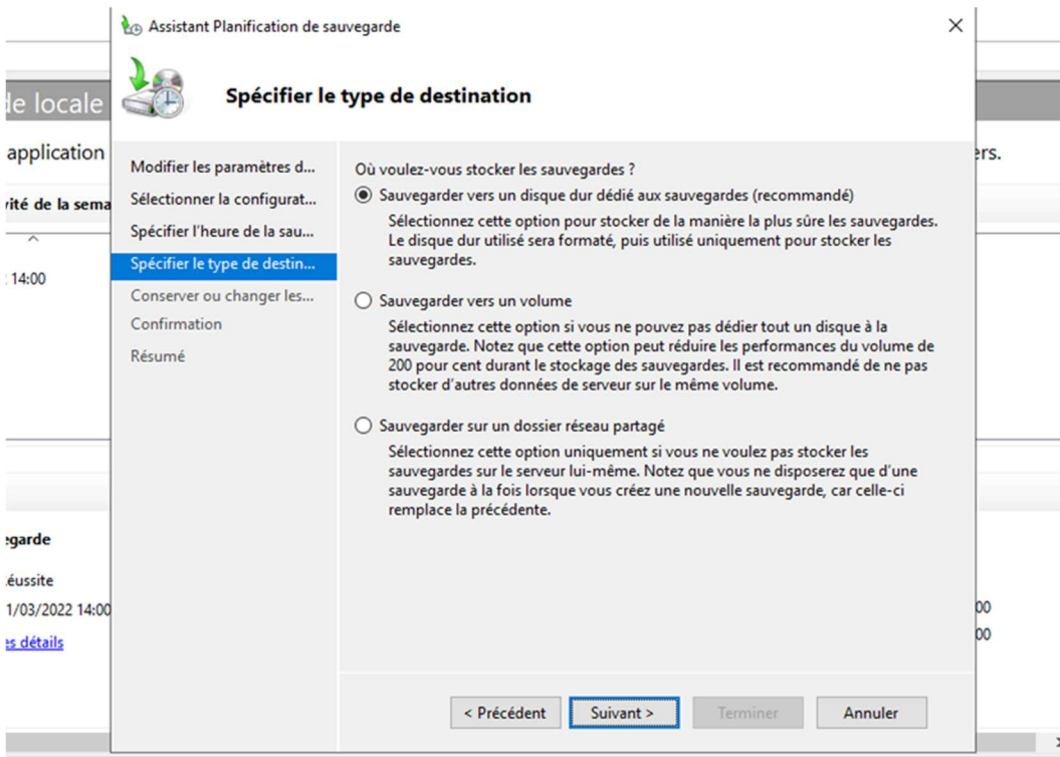 Assistant Planification de sauvegarde
Spécifier le type de destination
de locale
application
ers.
vité de la sema
14:00
Modifier les paramètres d...
Sélectionner la configurat...
Spécifier l'heure de la sau...
Spécifier le type de destin...
Conserver ou changer les...
Confirmation
Résumé
Où voulez-vous stocker les sauvegardes ?
Sauvegarder vers un disque dur dédié aux sauvegardes (recommandé)
Sélectionnez cette option pour stocker de la manière la plus sûre les sauvegardes.
Le disque dur utilisé sera formaté, puis utilisé uniquement pour stocker les
sauvegardes.
Sauvegarder vers un volume
Sélectionnez cette option si vous ne pouvez pas dédier tout un disque à la
sauvegarde. Notez que cette option peut réduire les performances du volume de
200 pour cent durant le stockage des sauvegardes. Il est recommandé de ne pas
stocker d'autres données de serveur sur le même volume.
Sauvegarder sur un dossier réseau partagé
Sélectionnez cette option uniquement si vous ne voulez pas stocker les
sauvegardes sur le serveur lui-même. Notez que vous ne disposerez que d'une
sauvegarde à la fois lorsque vous créez une nouvelle sauvegarde, car celle-ci
remplace la précédente.
egarde
éussite
1/03/2022 14:00
es détails
00
00
< Précédent
Suivant >
Terminer
Annuler